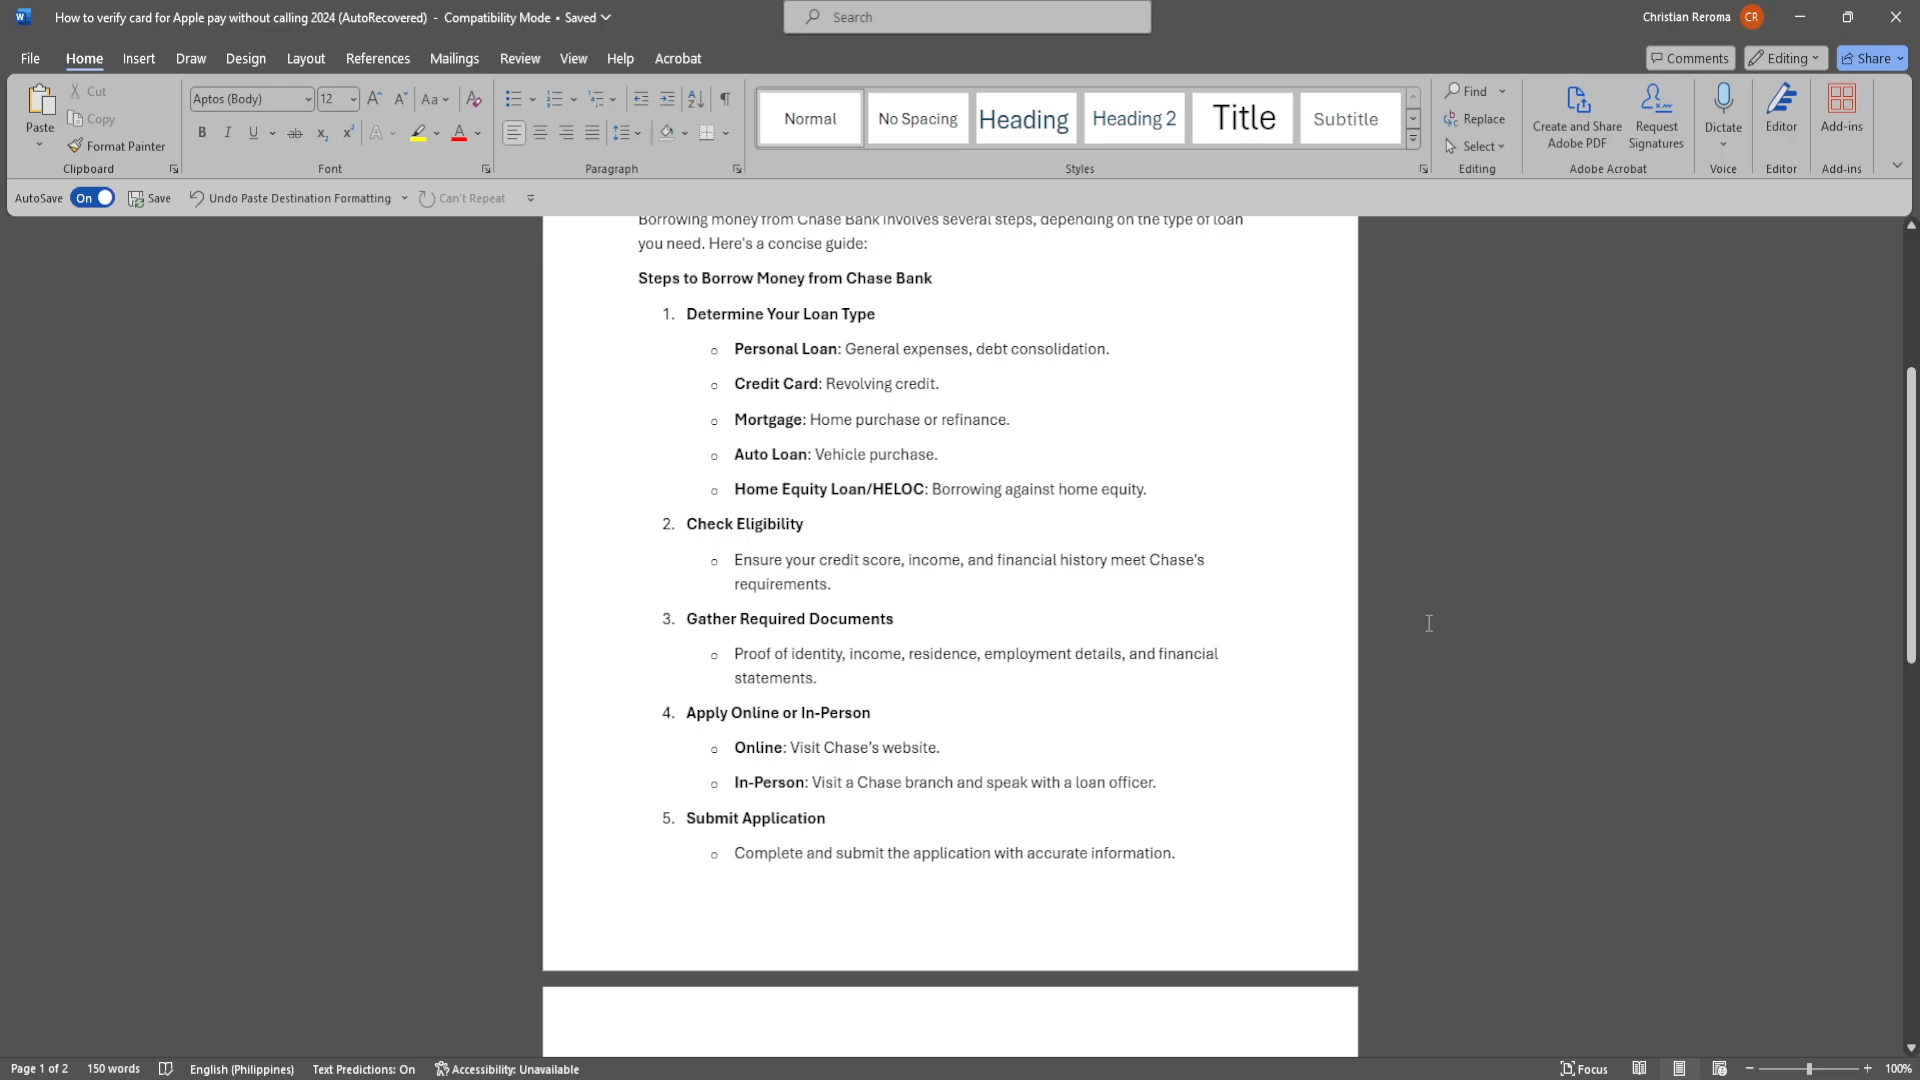 How to verify card for Apple pay without calling 2024 (AutoRecovered) - Compatibility Mode • Saved
Search
Christian Reroma CR
File Home Insert Draw Design Layout References Mailings Review View Help Acrobat
Comments Editing Share
Paste
Cut
Copy
Format Painter
Clipboard
Aptos (Body) 12
Font
Paragraph
Normal No Spacing Heading Heading 2 Title Subtitle
Styles
Find
Replace
Select
Editing
Create and Share
Adobe PDF
Request
Signatures
Adobe Acrobat
Dictate
Voice
Editor
Editor
Add-ins
Add-ins
AutoSave On Save Undo Paste Destination Formatting Can't Repeat
Borrowing money from Chase Bank involves several steps, depending on the type of loan
you need. Here's a concise guide:
Steps to Borrow Money from Chase Bank
1. Determine Your Loan Type
o Personal Loan: General expenses, debt consolidation.
o Credit Card: Revolving credit.
o Mortgage: Home purchase or refinance.
o Auto Loan: Vehicle purchase.
o Home Equity Loan/HELOC: Borrowing against home equity.
2. Check Eligibility
o Ensure your credit score, income, and financial history meet Chase’s
requirements.
3. Gather Required Documents
o Proof of identity, income, residence, employment details, and financial
statements.
4. Apply Online or In-Person
o Online: Visit Chase’s website.
o In-Person: Visit a Chase branch and speak with a loan officer.
5. Submit Application
o Complete and submit the application with accurate information.
Page 1 of 2 150 words English (Philippines) Text Predictions: On Accessibility: Unavailable Focus 100%